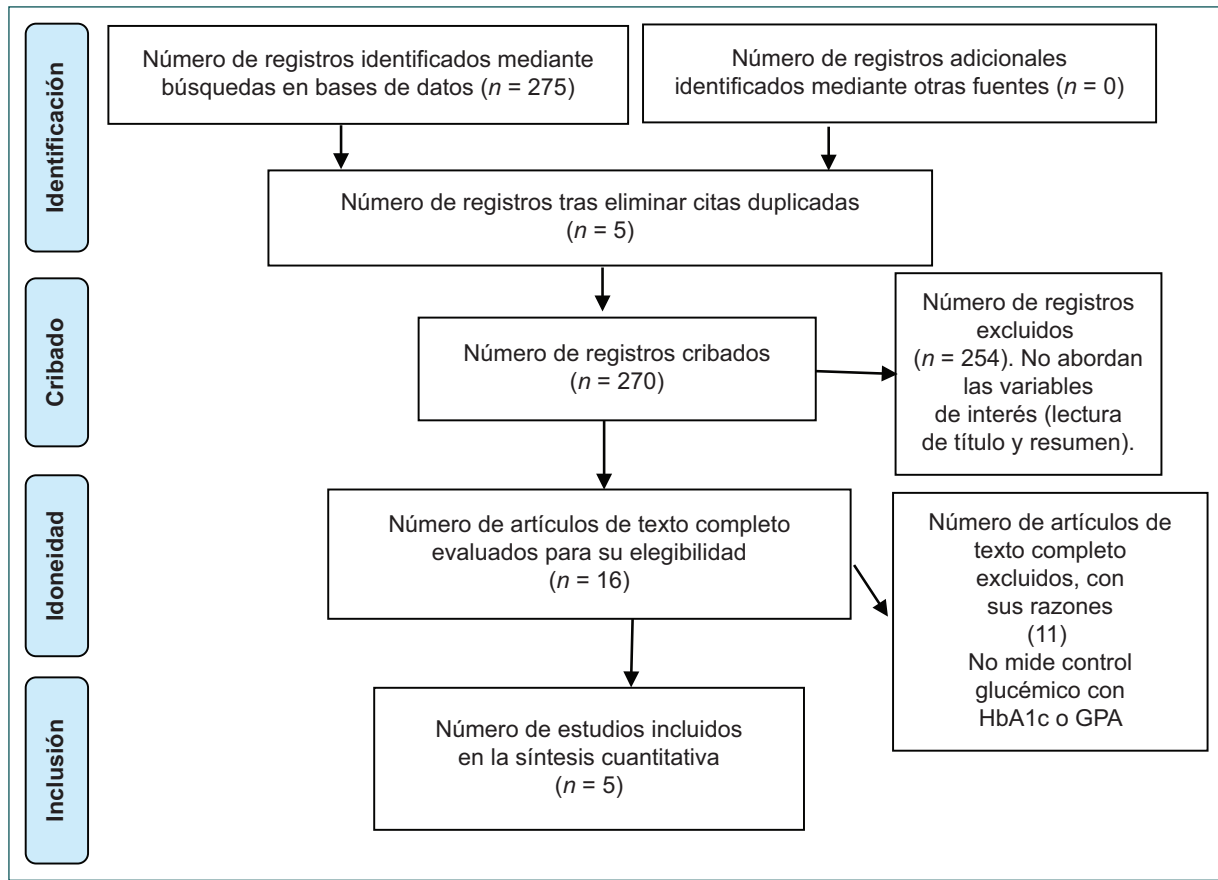 Identificación
Número de registros identificados mediante
búsquedas en bases de datos (n = 275)
Número de registros adicionales
identificados mediante otras fuentes (n = 0)
Número de registros tras eliminar citas duplicadas
(n = 5)
Cribado
Número de registros cribados
(n = 270)
Número de registros
excluidos
(n = 254). No abordan
las variables
de interés (lectura
de título y resumen).
Idoneidad
Número de artículos de texto completo
evaluados para su elegibilidad
(n = 16)
Número de artículos de
texto completo
excluidos, con
sus razones
(11)
No mide control
glucémico con
HbA1c o GPA
Inclusión
Número de estudios incluidos
en la síntesis cuantitativa
(n = 5)